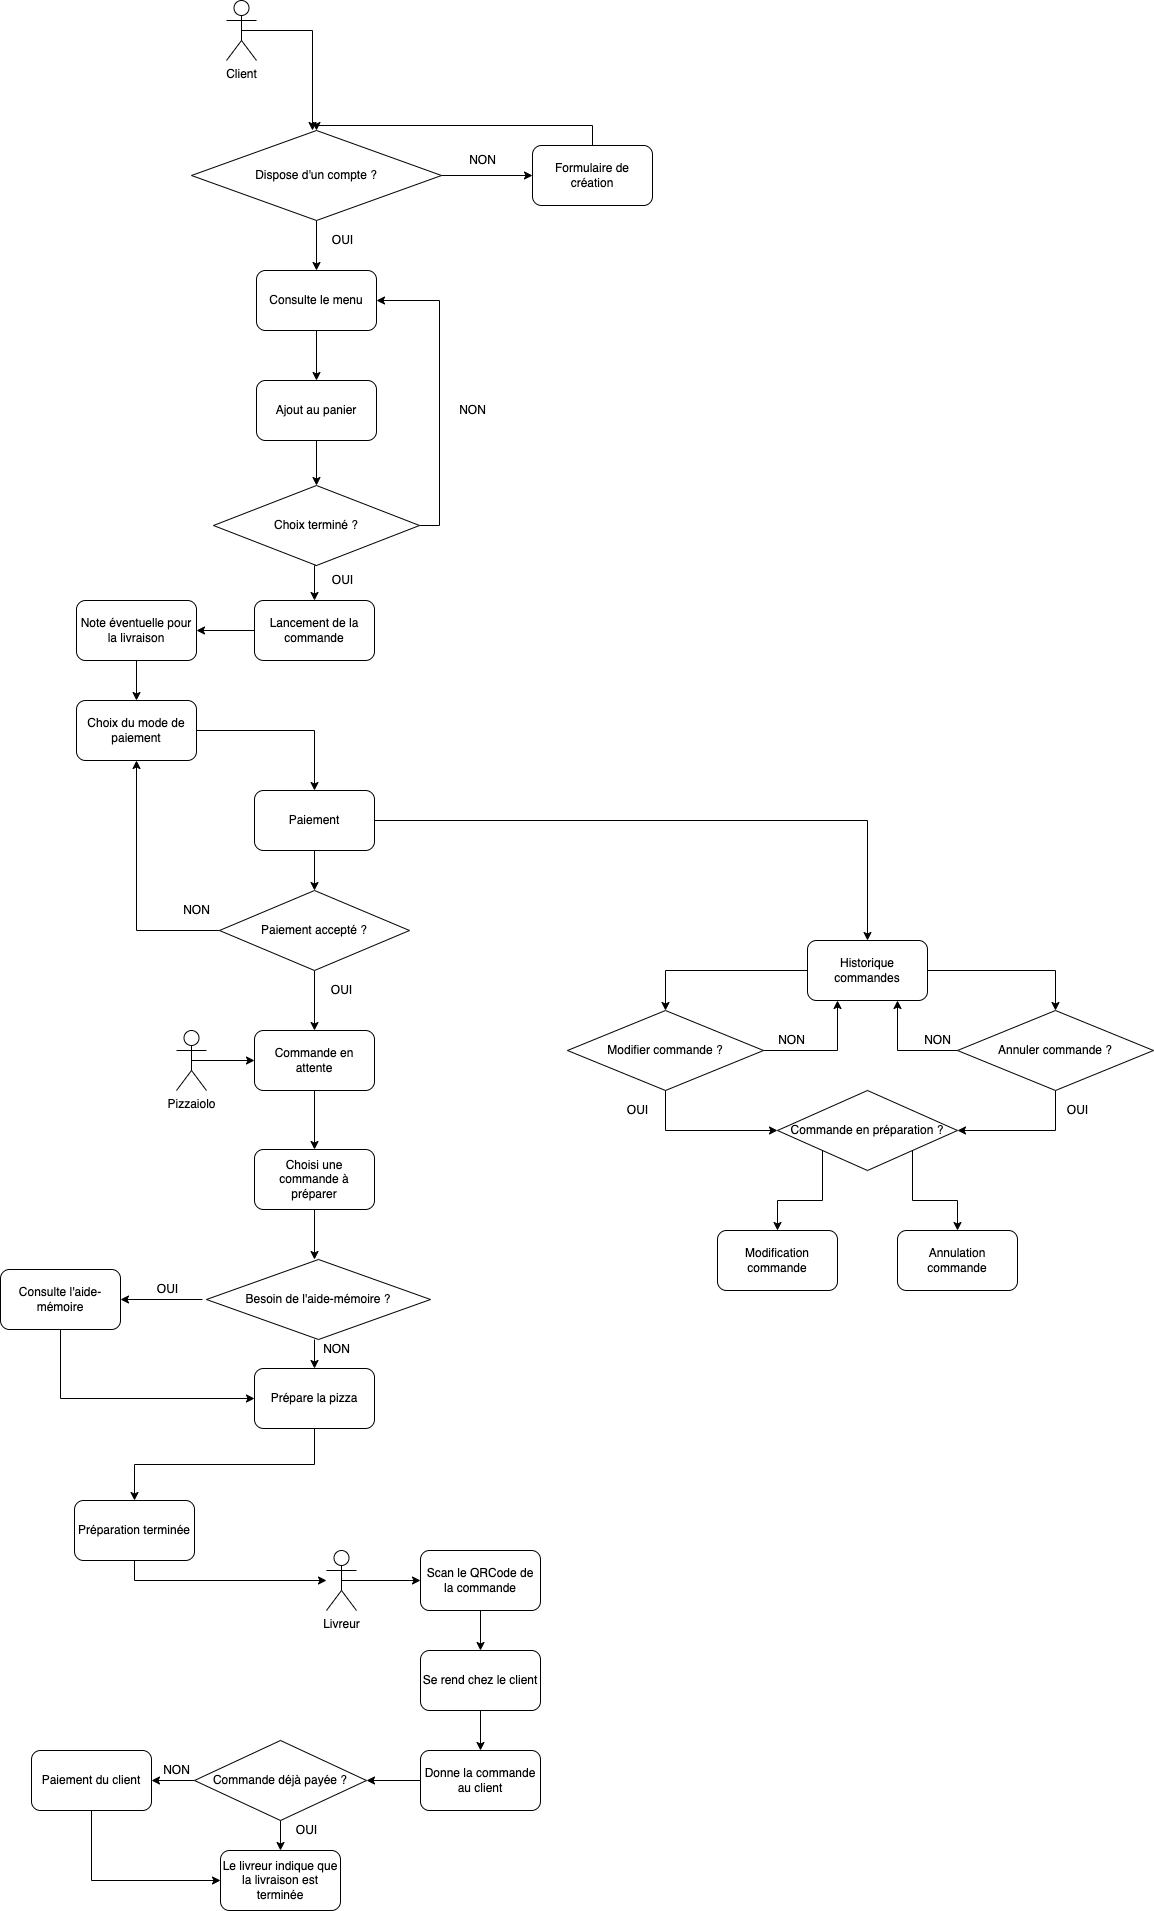 Client
Dispose d'un compte ?
NON
Formulaire de
création
OUI
Consulte le menu
Ajout au panier
NON
Choix terminé ?
OUI
Note éventuelle pour
la livraison
Lancement de la
commande
Choix du mode de
paiement
Paiement
NON
Paiement accepté ?
OUI
Historique
commandes
Modifier commande ?
NON
NON
Annuler commande ?
OUI
OUI
Commande en préparation ?
Modification
commande
Annulation
commande
Pizzaiolo
Commande en
attente
Choisi une
commande à
préparer
Consulte l'aide-
mémoire
OUI
Besoin de l'aide-mémoire ?
NON
Prépare la pizza
Préparation terminée
Livreur
Scan le QRCode de
la commande
Se rend chez le client
Donne la commande
au client
Commande déjà payée ?
NON
Paiement du client
OUI
Le livreur indique que
la livraison est
terminée